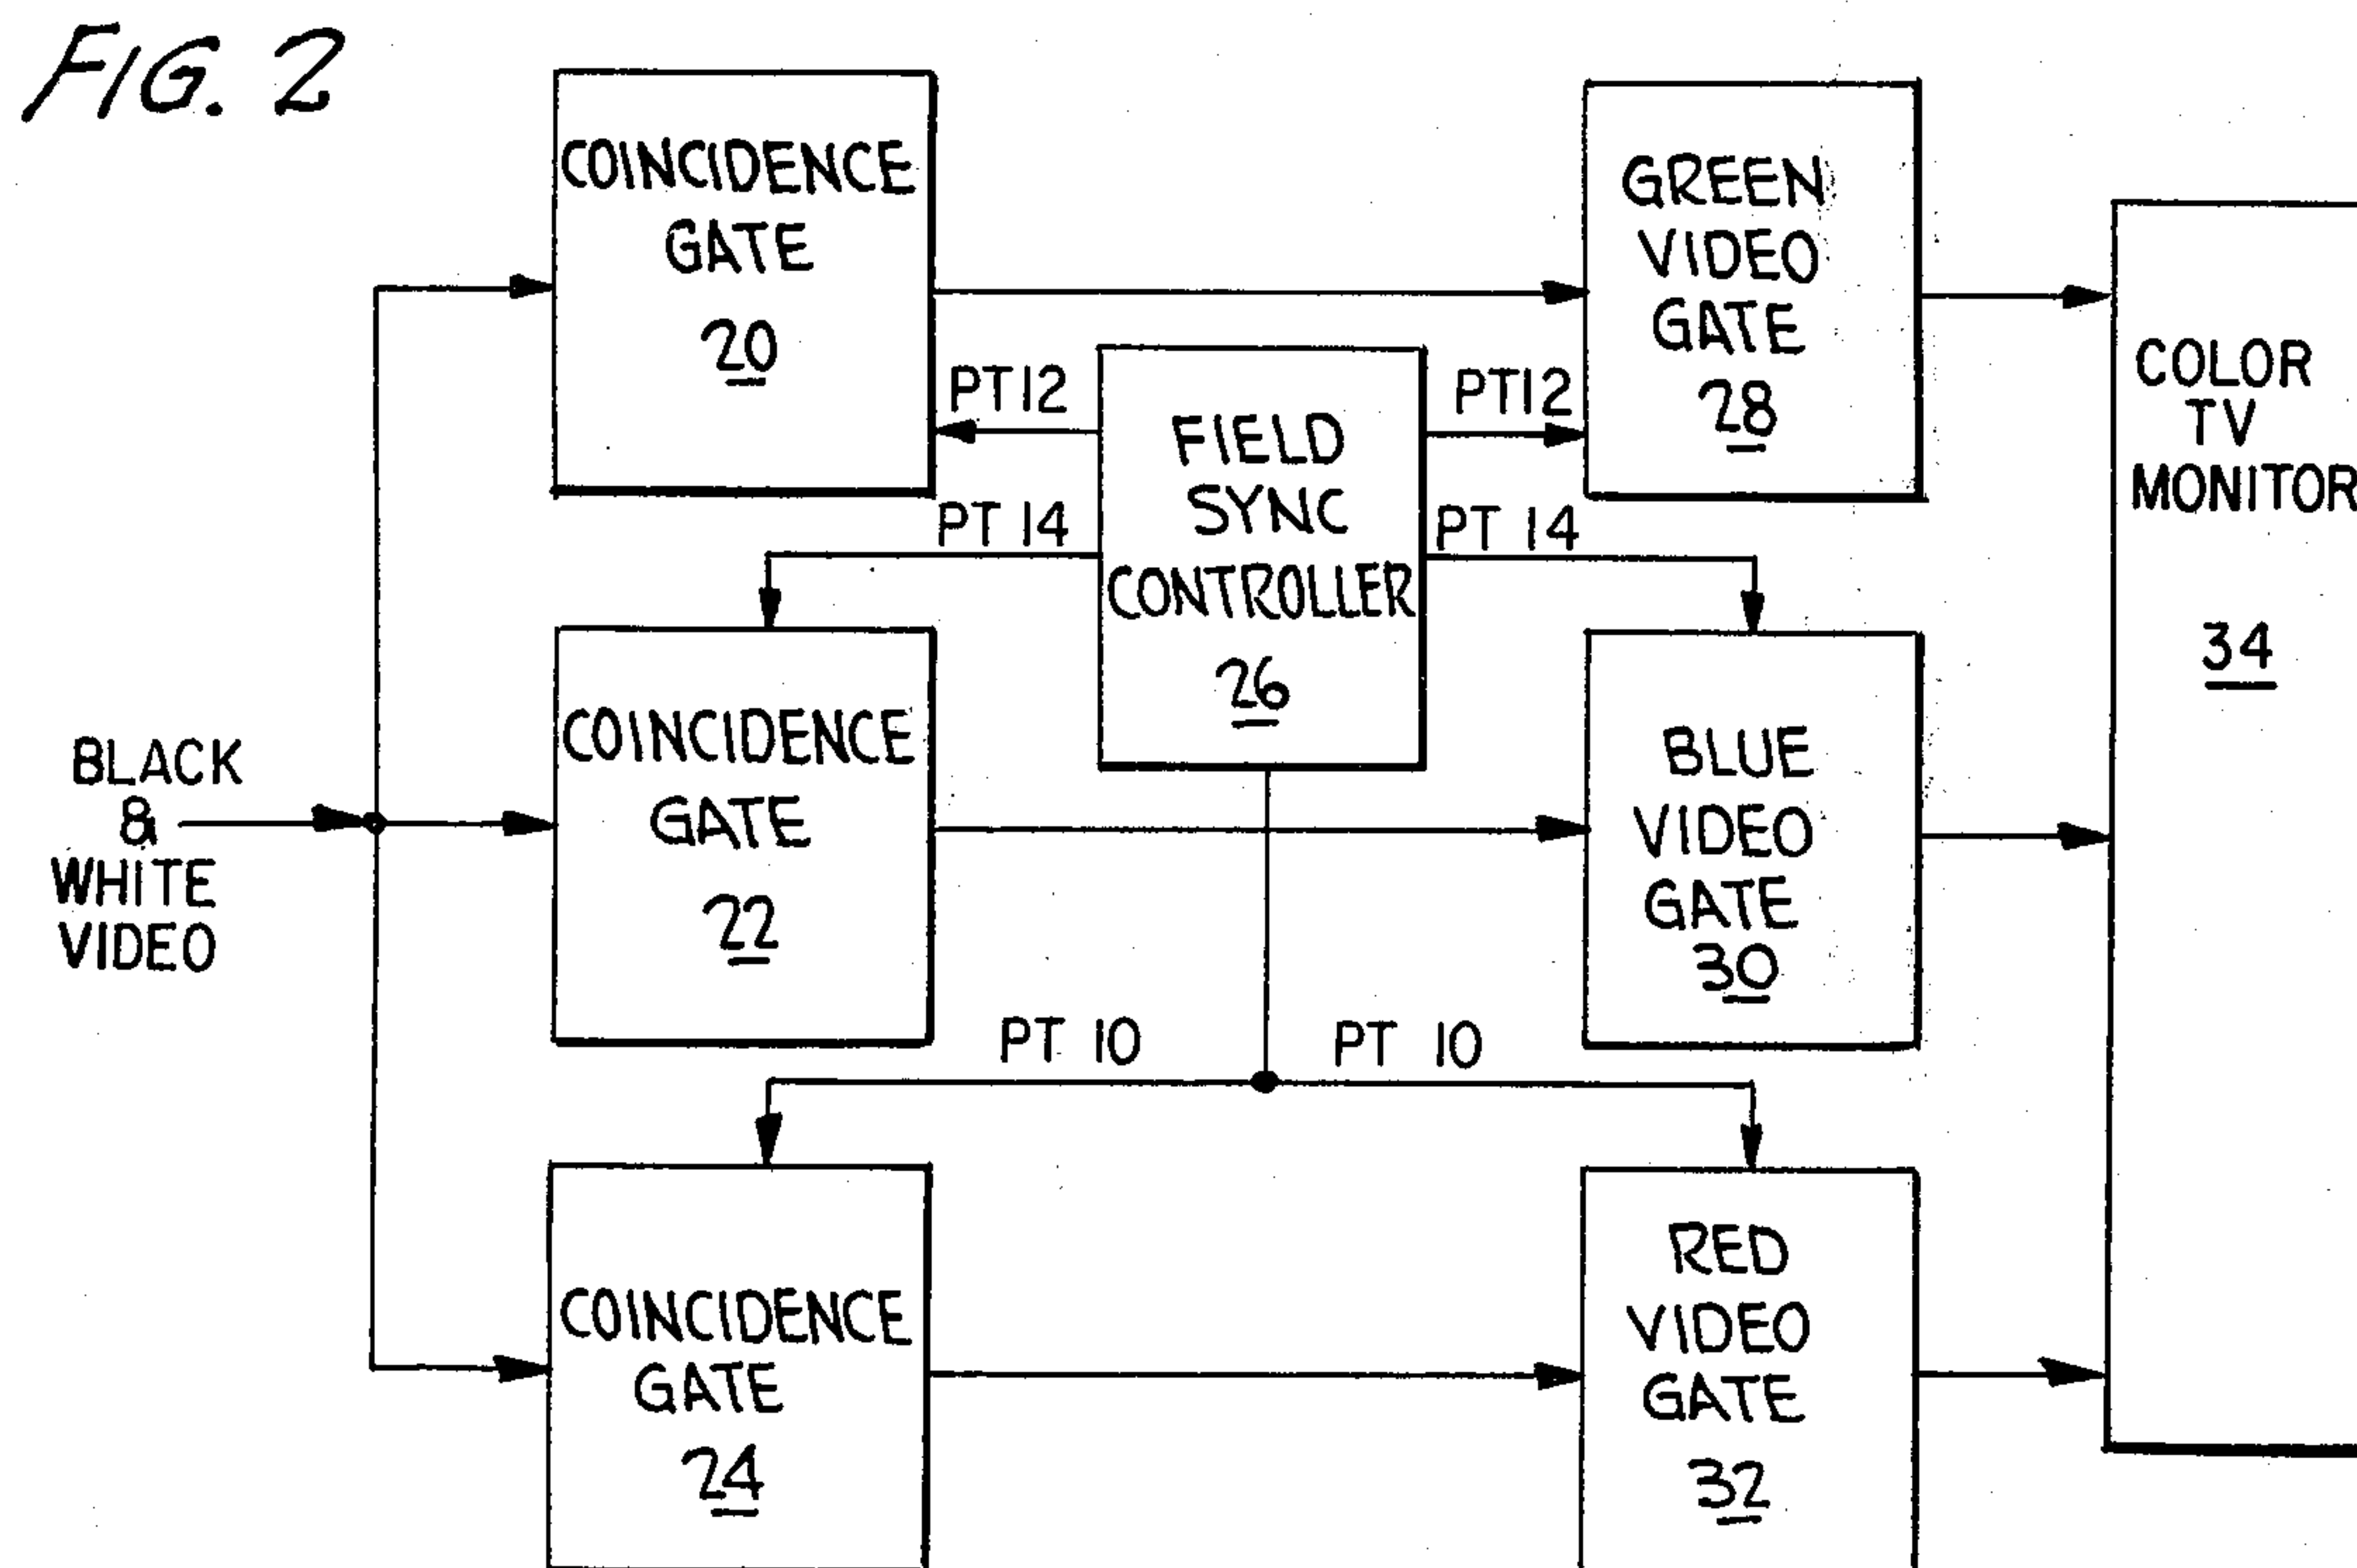 FIG. 2
COINCIDENCE
GATE
20
GREEN
VIDEO
GATE
28
PT12
PT12
FIELD
SYNC
CONTROLLER
26
PT 14
PT 14
COLOR
TV
MONITOR
34
BLACK
&
WHITE
VIDEO
COINCIDENCE
GATE
22
BLUE
VIDEO
GATE
30
PT 10
PT 10
COINCIDENCE
GATE
24
RED
VIDEO
GATE
32